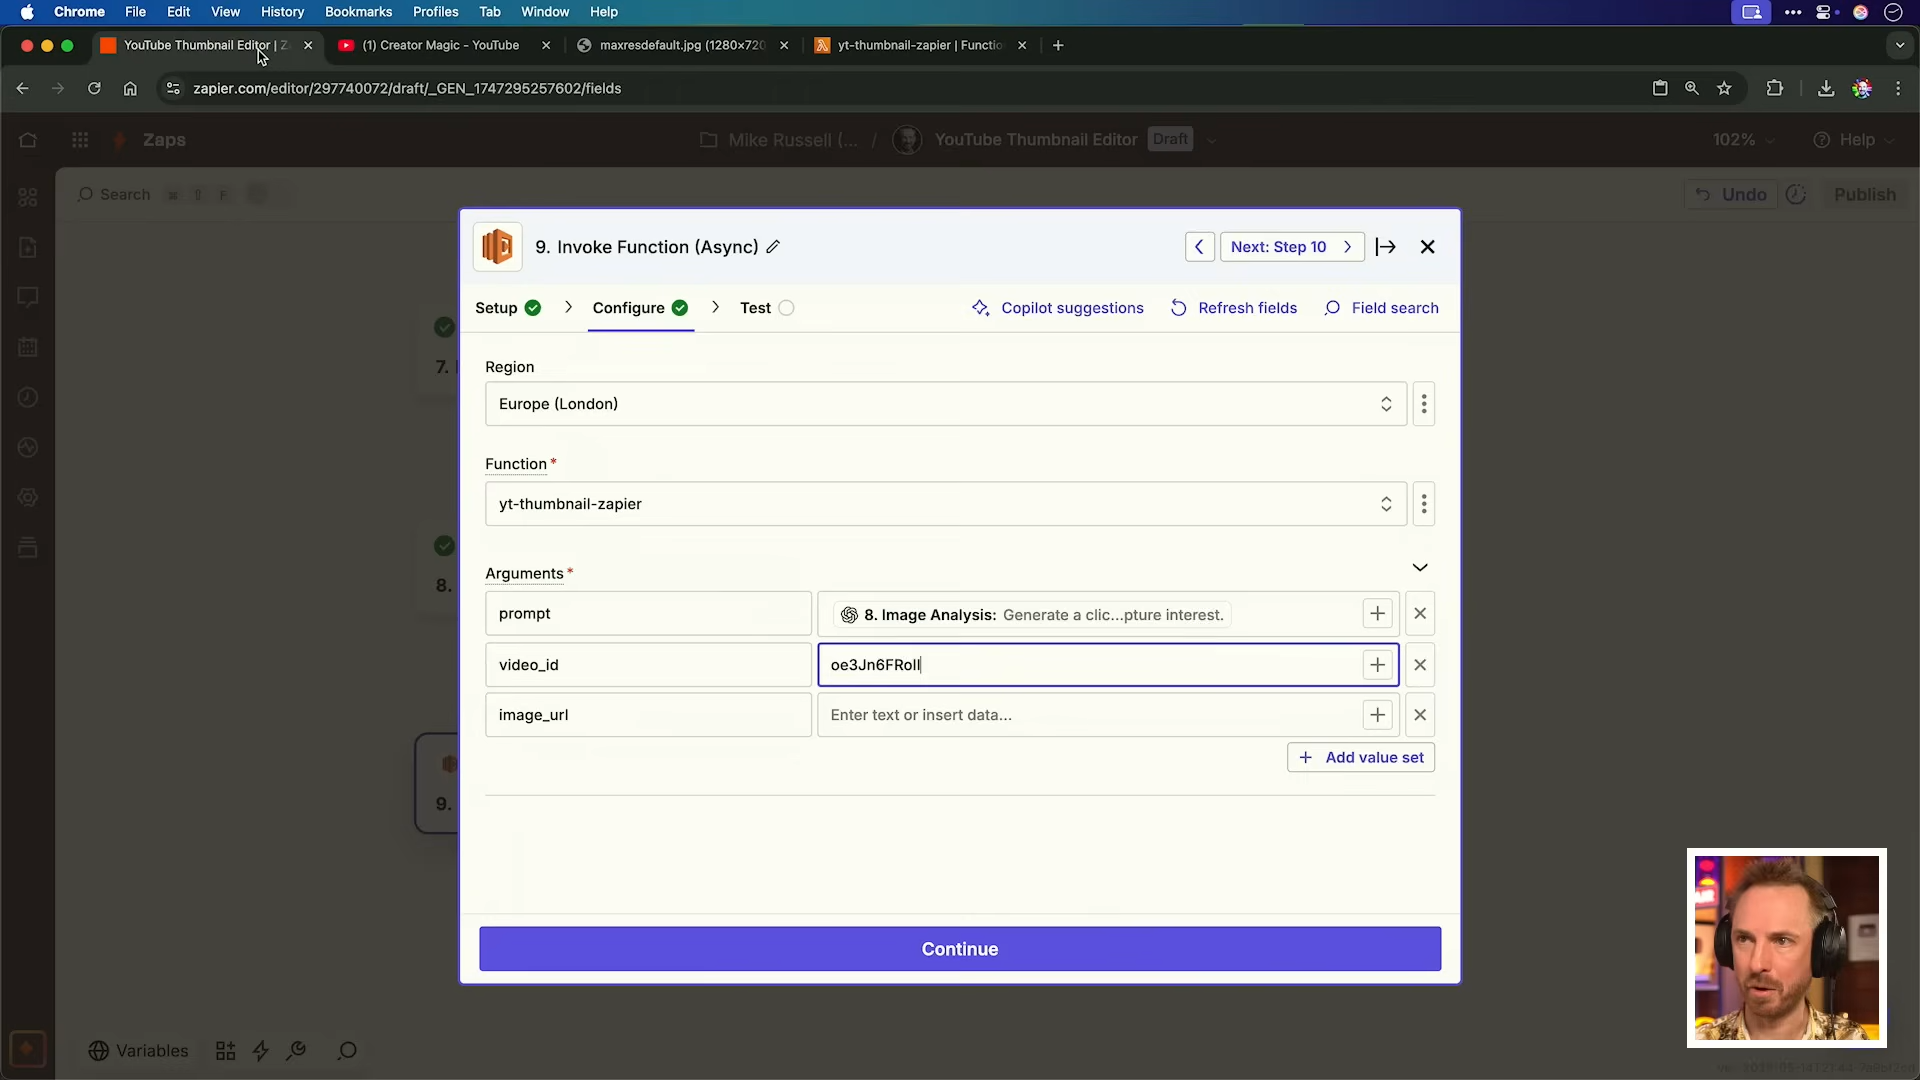 Chrome File Edit View History Bookmarks Profiles Tab Window Help
YouTube Thumbnail Editor | Z
(1) Creator Magic - YouTube
maxresdefault.jpg (1280×720
yt-thumbnail-zapier | Functio
zapier.com/editor/297740072/draft/_GEN_1747295257602/fields
Zaps
Mike Russell (... / YouTube Thumbnail Editor Draft
102%
Help
Search ⌘ ⇧ F
Undo
Publish
9. Invoke Function (Async)
Next: Step 10
Setup
Configure
Test
Copilot suggestions
Refresh fields
Field search
7.
Region
Europe (London)
Function *
yt-thumbnail-zapier
8.
Arguments *
prompt
8. Image Analysis: Generate a clic...pture interest.
video_id
oe3Jn6FRoII
image_url
Enter text or insert data...
Add value set
9.
Continue
Variables